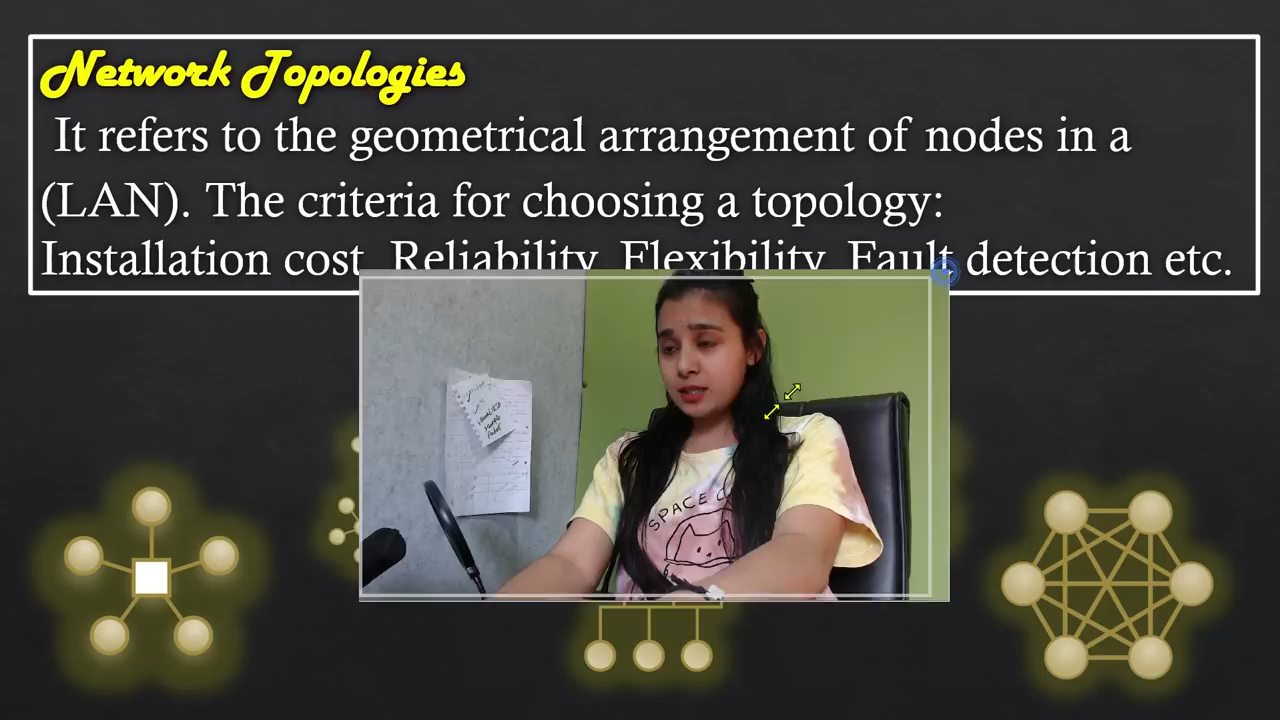 Network Topologies
It refers to the geometrical arrangement of nodes in a
(LAN). The criteria for choosing a topology:
Installation cost Reliability Flexibility Fault detection etc.
SPACE